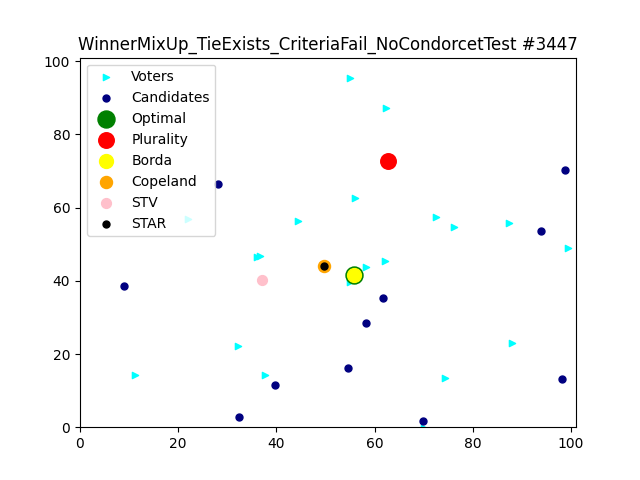 WinnerMixUp_TieExists_CriteriaFail_NoCondorcetTest #3447
100
80
60
40
20
0
0 20 40 60 80 100
Voters
Candidates
Optimal
Plurality
Borda
Copeland
STV
STAR